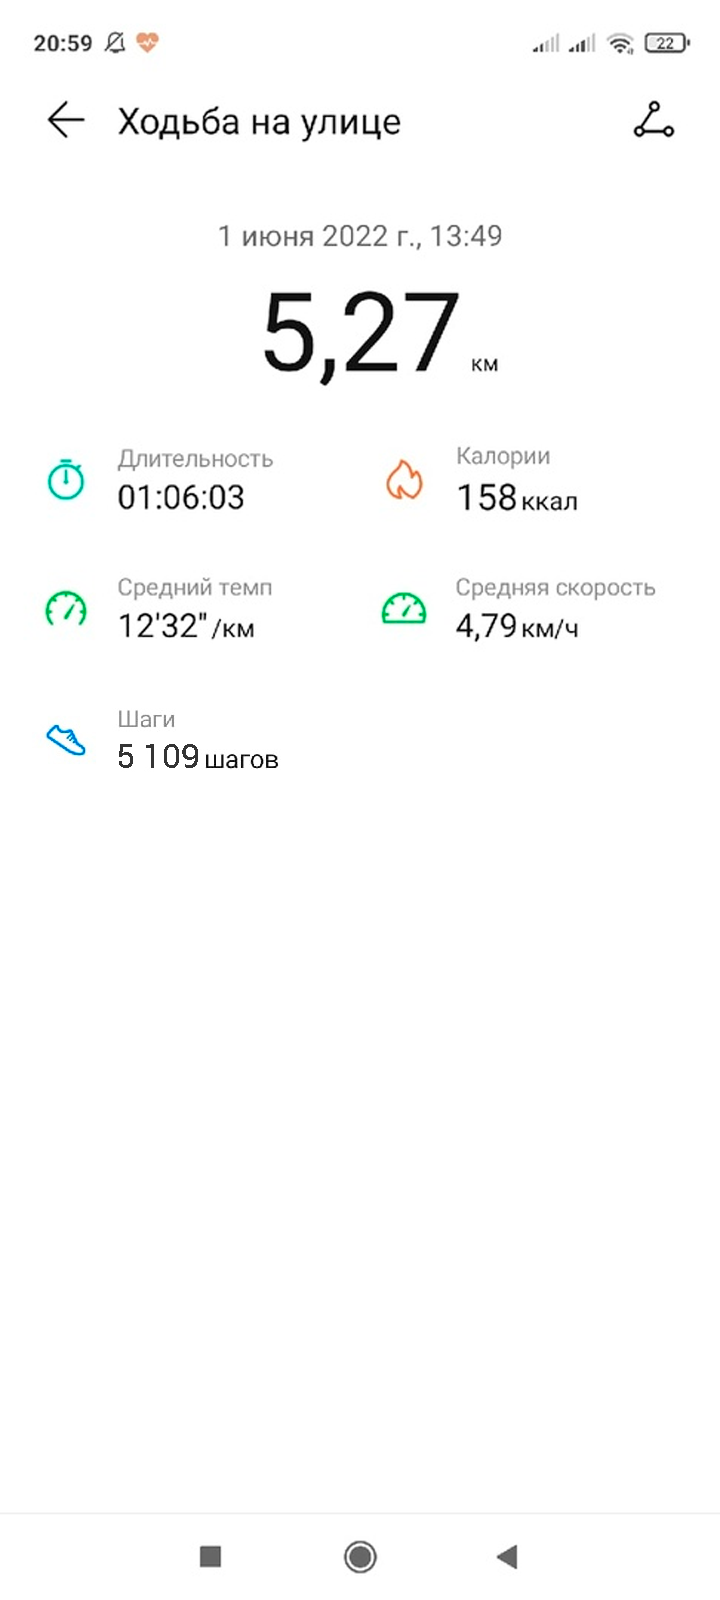 20:59 22
Ходьба на улице
1 июня 2022 г., 13:49
5,27 км
Длительность
01:06:03
Калории
158 ккал
Средний темп
12'32" /км
Средняя скорость
4,79 км/ч
Шаги
5 109 шагов